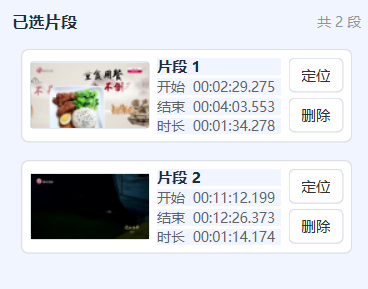 已选片段
共 2 段
片段 1
开始 00:02:29.275
结束 00:04:03.553
时长 00:01:34.278
定位
删除
片段 2
开始 00:11:12.199
结束 00:12:26.373
时长 00:01:14.174
定位
删除